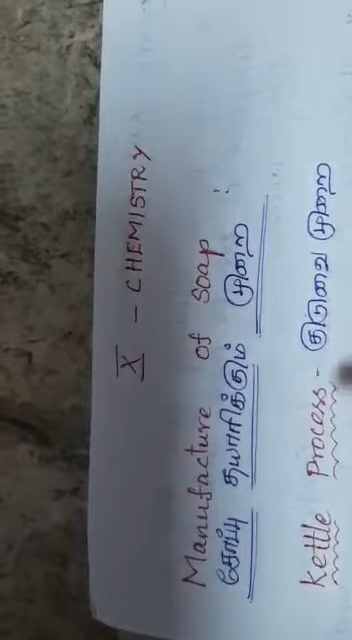 X - CHEMISTRY
Manufacture of Soap :
சோப்பு தயாரிக்கும் முறை
Kettle Process - குடுவை முறை